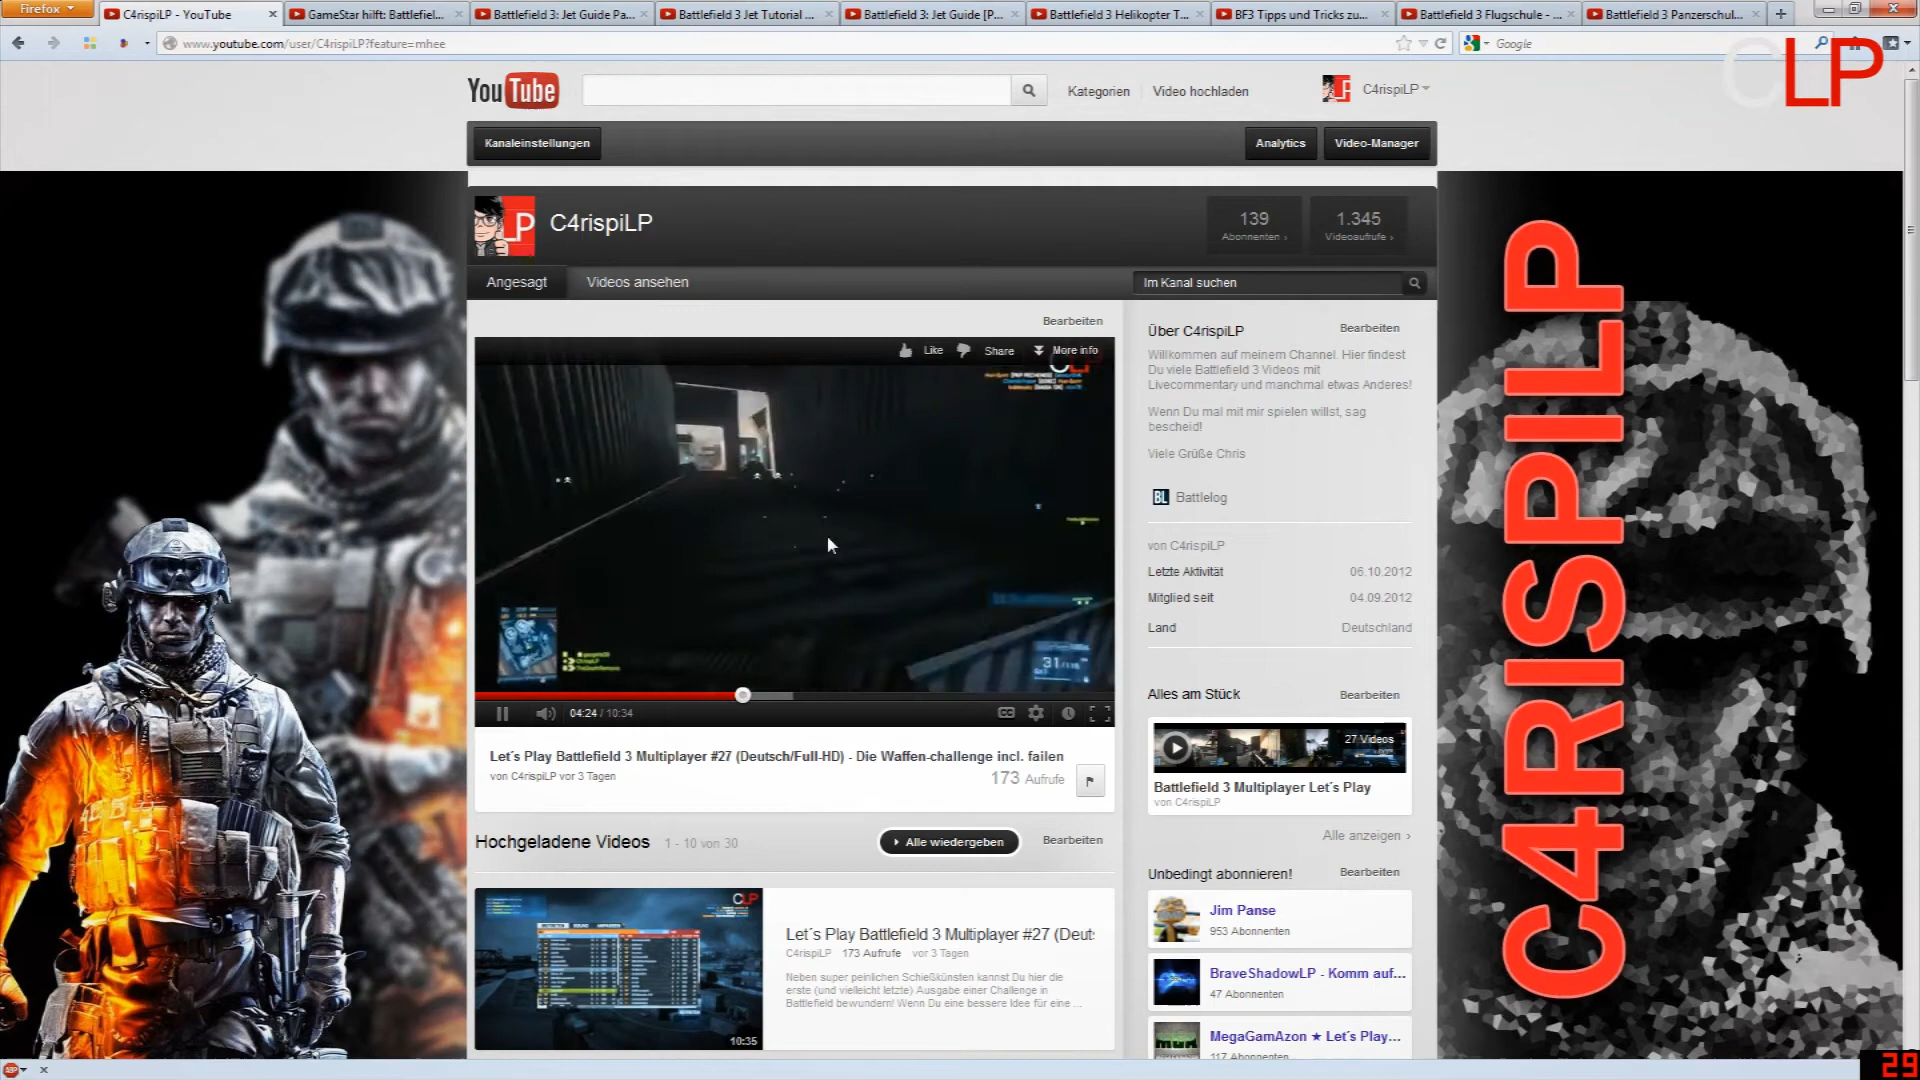 Firefox
C4rispiLP - YouTube
GameStar hilft: Battlefiel...
Battlefield 3: Jet Guide Pa...
Battlefield 3 Jet Tutorial ...
Battlefield 3: Jet Guide [P...
Battlefield 3 Helikopter T...
BF3 Tipps und Tricks zu...
Battlefield 3 Flugschule - ...
Battlefield 3 Panzerschul...
www.youtube.com/user/C4rispiLP?feature=mhee
Google
CLP
YouTube
Kategorien
Video hochladen
C4rispiLP
Kanaleinstellungen
Analytics
Video-Manager
LP
C4rispiLP
139
Abonnenten ›
1.345
Videoaufrufe ›
Angesagt
Videos ansehen
Im Kanal suchen
Bearbeiten
Like
Share
More info
31
04:24 / 10:34
CC
Let´s Play Battlefield 3 Multiplayer #27 (Deutsch/Full-HD) - Die Waffen-challenge incl. failen
von C4rispiLP vor 3 Tagen
173 Aufrufe
Hochgeladene Videos 1 - 10 von 30
Alle wiedergeben
Bearbeiten
CLP
10:35
Let´s Play Battlefield 3 Multiplayer #27 (Deuts
C4rispiLP 173 Aufrufe vor 3 Tagen
Neben super peinlichen Schießkünsten kannst Du hier die
erste (und vielleicht letzte) Ausgabe einer Challenge in
Battlefield bewundern! Wenn Du eine bessere Idee für eine ...
Über C4rispiLP
Bearbeiten
Willkommen auf meinem Channel. Hier findest
Du viele Battlefield 3 Videos mit
Livecommentary und manchmal etwas Anderes!
Wenn Du mal mit mir spielen willst, sag
bescheid!
Viele Grüße Chris
BL Battlelog
von C4rispiLP
Letzte Aktivität 06.10.2012
Mitglied seit 04.09.2012
Land Deutschland
Alles am Stück
Bearbeiten
27 Videos
Battlefield 3 Multiplayer Let´s Play
von C4rispiLP
Alle anzeigen ›
Unbedingt abonnieren!
Bearbeiten
Jim Panse
953 Abonnenten
BraveShadowLP - Komm auf...
47 Abonnenten
MegaGamAzon ★ Let´s Play...
117 Abonnenten
C4RISPILP
ABP
29